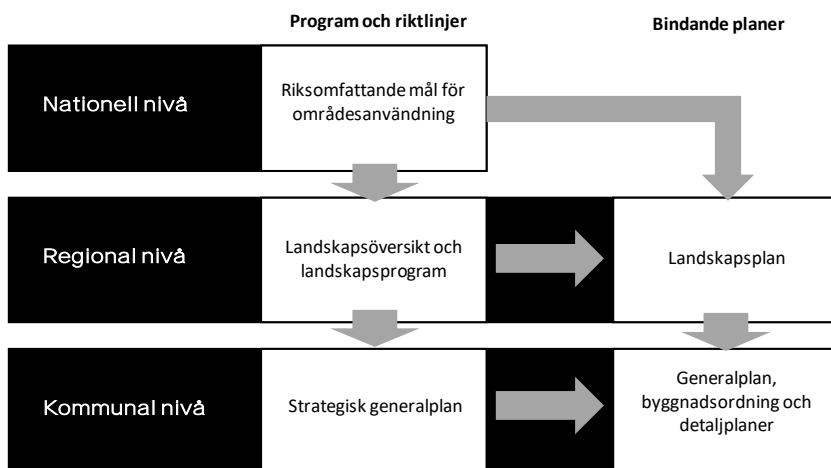 Program och riktlinjer
Bindande planer
Nationell nivå
Riksomfattande mål för
områdesanvändning
Regional nivå
Landskapsöversikt och
landskapsprogram
Landskapsplan
Kommunal nivå
Strategisk generalplan
Generalplan,
byggnadsordning och
detaljplaner